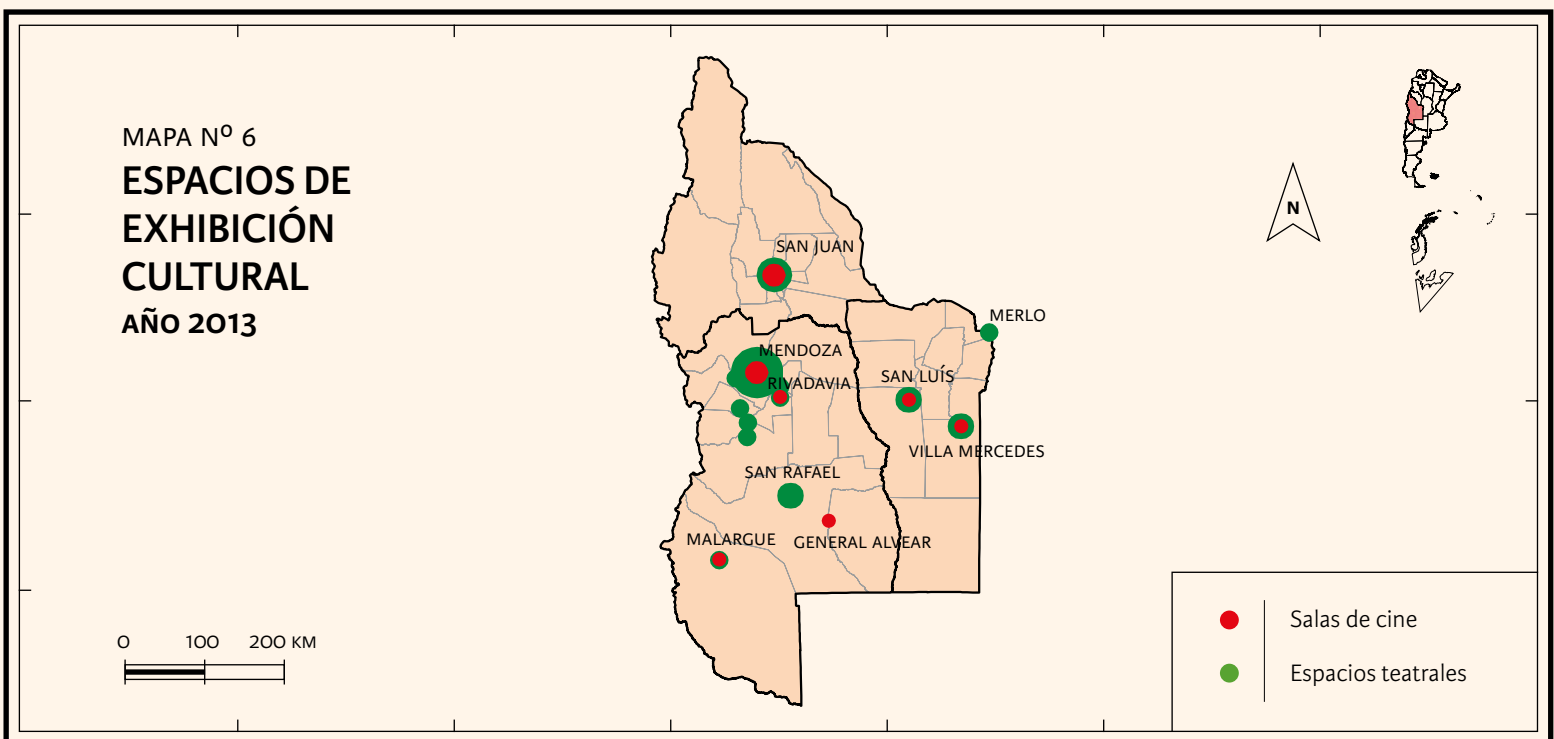 MAPA Nº 6
ESPACIOS DE
EXHIBICIÓN
CULTURAL
AÑO 2013
N
SAN JUAN
MERLO
MENDOZA
RIVADAVIA
SAN LUÍS
VILLA MERCEDES
SAN RAFAEL
MALARGUE
GENERAL ALVEAR
0 100 200 KM
Salas de cine
Espacios teatrales